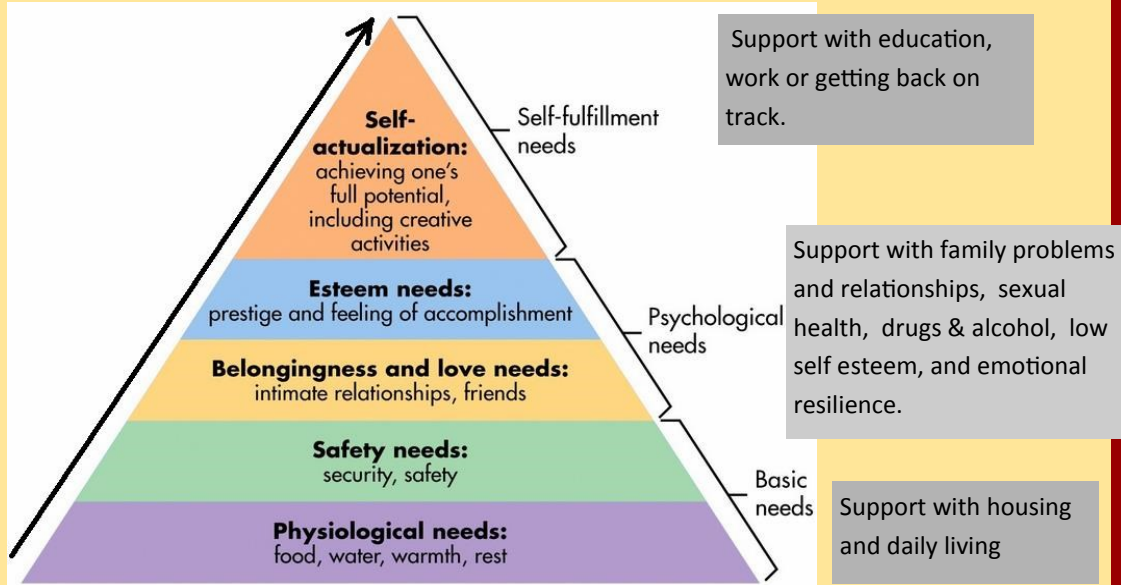 Self-
actualization:
achieving one's
full potential,
including creative
activities
Esteem needs:
prestige and feeling of accomplishment
Belongingness and love needs:
intimate relationships, friends
Safety needs:
security, safety
Physiological needs:
food, water, warmth, rest
Self-fulfillment
needs
Psychological
needs
Basic
needs
Support with education,
work or getting back on
track.
Support with family problems
and relationships, sexual
health, drugs & alcohol, low
self esteem, and emotional
resilience.
Support with housing
and daily living